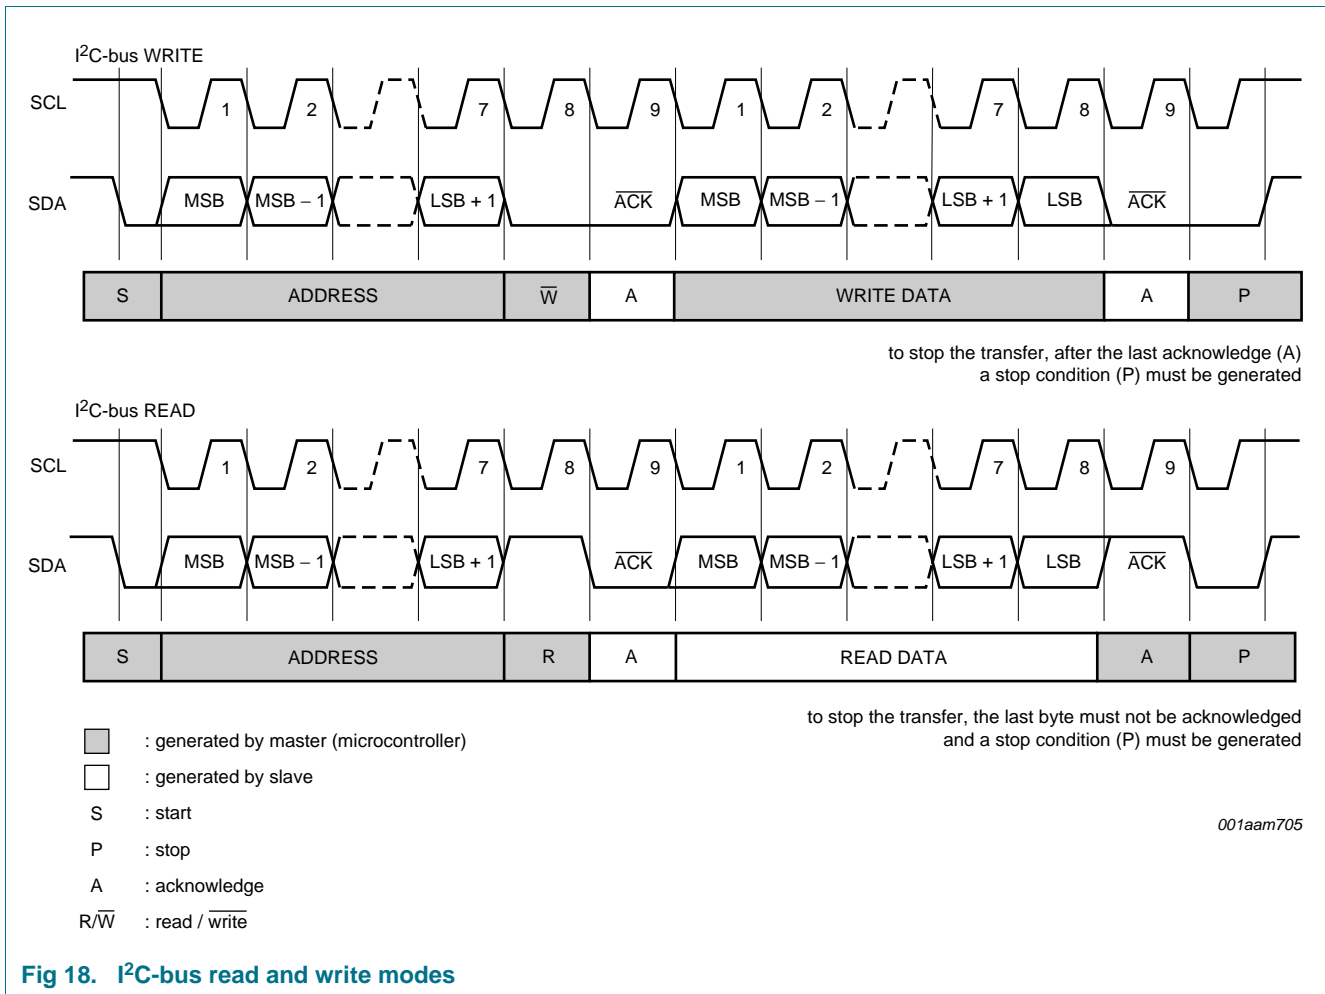 I²C-bus WRITE
SCL 1 2 7 8 9 1 2 7 8 9
SDA MSB MSB − 1 LSB + 1 A̅C̅K̅ MSB MSB − 1 LSB + 1 LSB A̅C̅K̅
S ADDRESS W̅ A WRITE DATA A P
to stop the transfer, after the last acknowledge (A)
a stop condition (P) must be generated
I²C-bus READ
SCL 1 2 7 8 9 1 2 7 8 9
SDA MSB MSB − 1 LSB + 1 A̅C̅K̅ MSB MSB − 1 LSB + 1 LSB A̅C̅K̅
S ADDRESS R A READ DATA A P
to stop the transfer, the last byte must not be acknowledged
and a stop condition (P) must be generated
: generated by master (microcontroller)
: generated by slave
S : start
P : stop
A : acknowledge
R/W̅ : read / w̅r̅i̅t̅e̅
001aam705
Fig 18. I²C-bus read and write modes